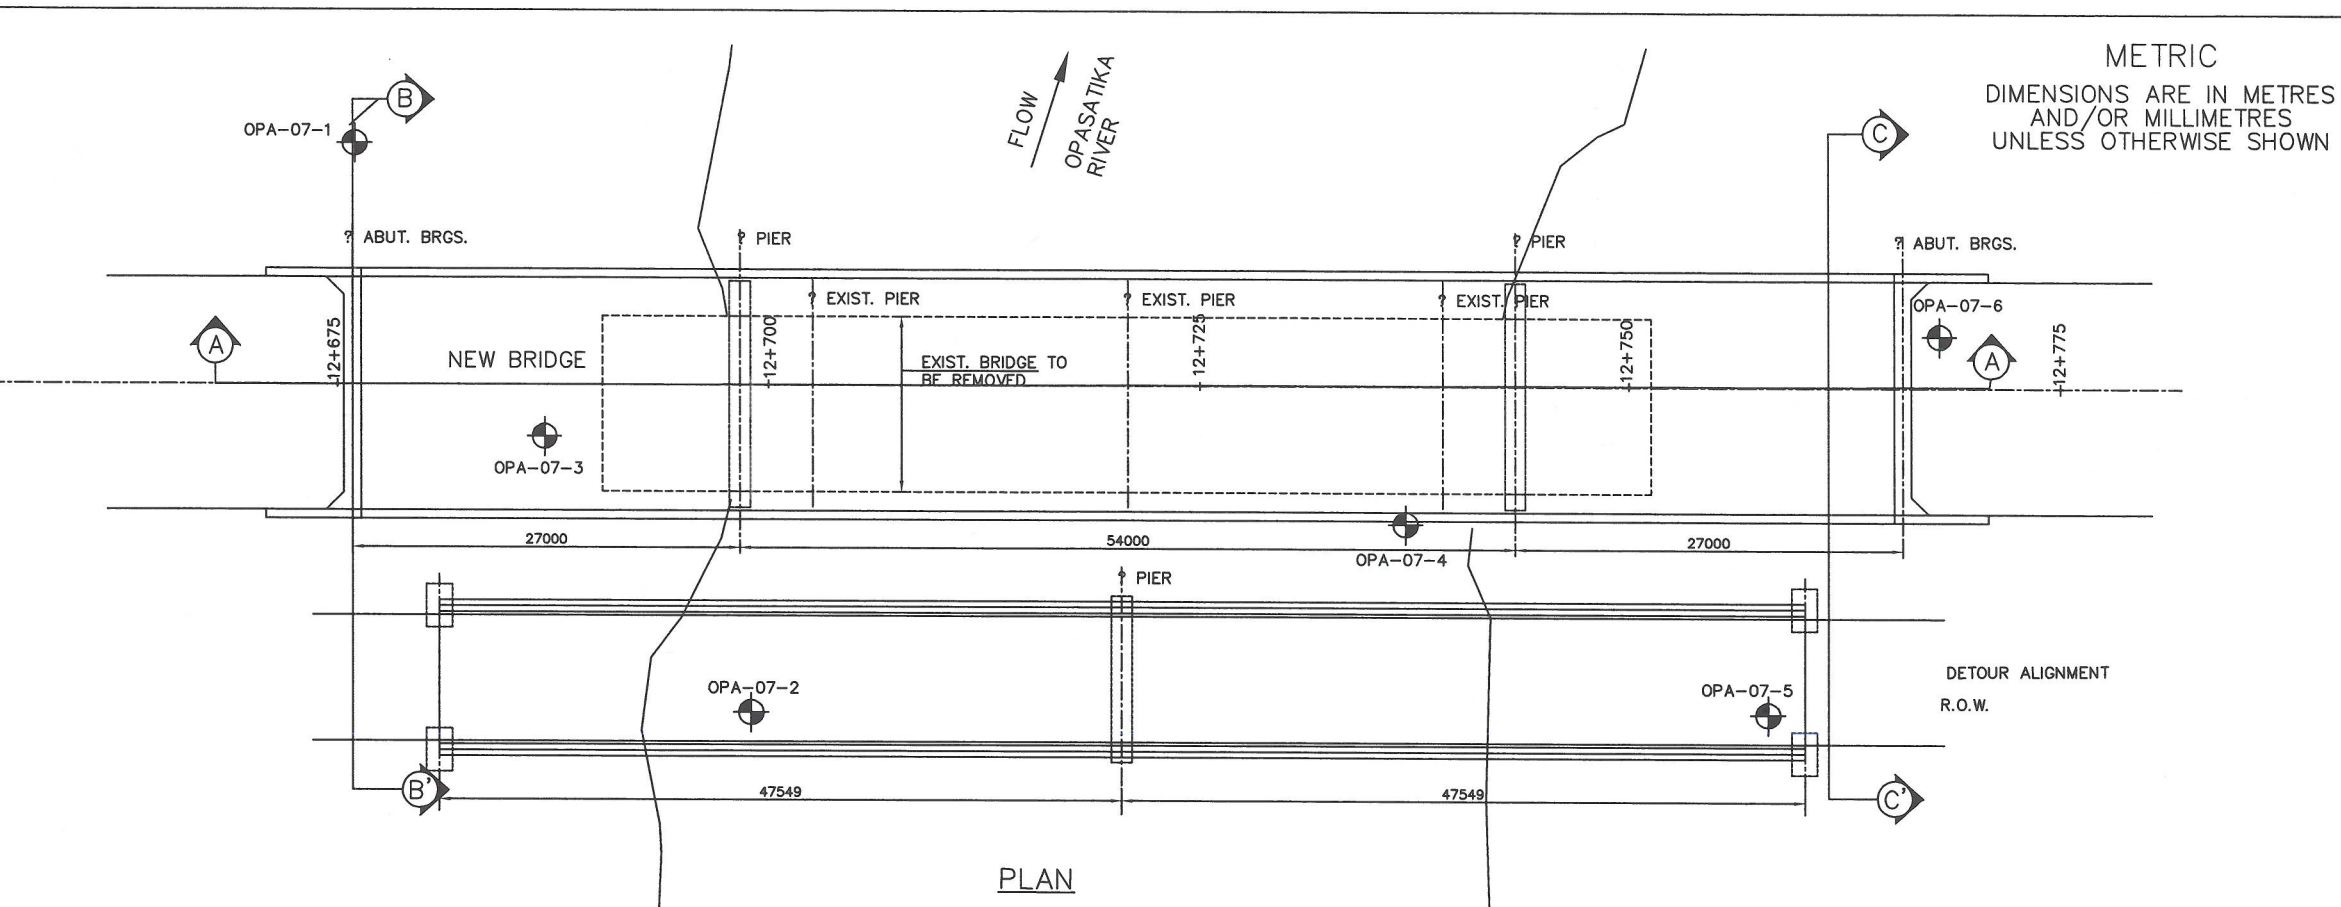 METRIC
DIMENSIONS ARE IN METRES
AND/OR MILLIMETRES
UNLESS OTHERWISE SHOWN
B
OPA-07-1
FLOW
OPASATIKA
RIVER
C
? ABUT. BRGS.
? PIER
? PIER
? ABUT. BRGS.
? EXIST. PIER
? EXIST. PIER
? EXIST. PIER
OPA-07-6
A
12+675
NEW BRIDGE
12+700
EXIST. BRIDGE TO
BE REMOVED
12+725
12+750
A
12+775
OPA-07-3
27000
54000
27000
OPA-07-4
? PIER
OPA-07-2
OPA-07-5
DETOUR ALIGNMENT
R.O.W.
B'
47549
47549
C'
PLAN